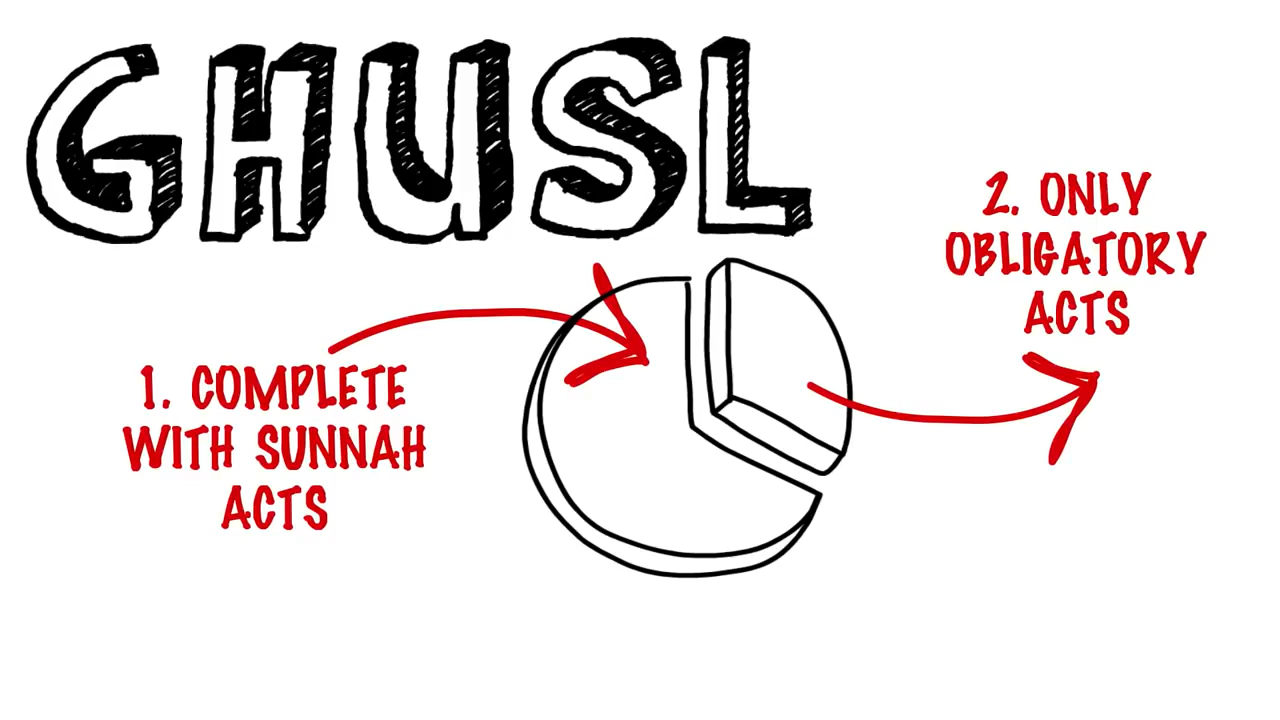 GHUSL
1. COMPLETE
WITH SUNNAH
ACTS
2. ONLY
OBLIGATORY
ACTS